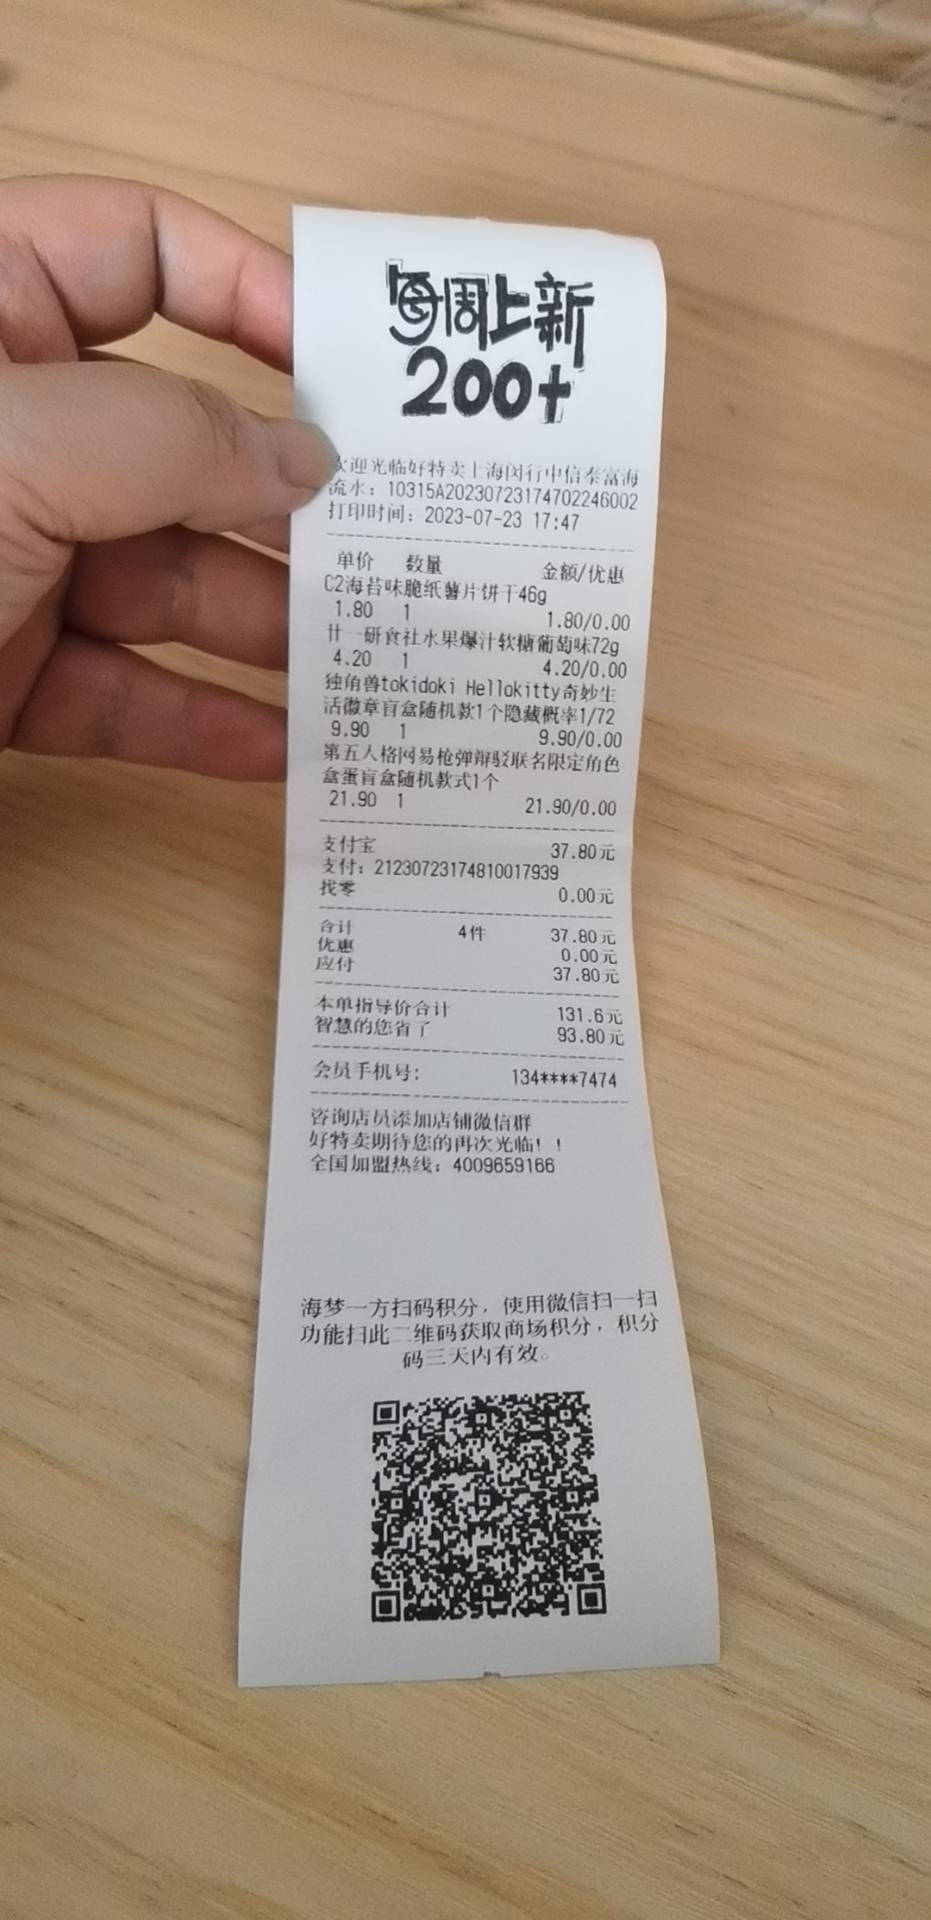 每周上新
200+
欢迎光临好特卖上海闵行中信泰富海
流水：10315A20230723174702246002
打印时间：2023-07-23 17:47
单价 数量 金额/优惠
C2海苔味脆纸薯片饼干46g
1.80 1 1.80/0.00
廿一研食社水果爆汁软糖葡萄味72g
4.20 1 4.20/0.00
独角兽tokidoki Hellokitty奇妙生
活徽章盲盒随机款1个隐藏概率1/72
9.90 1 9.90/0.00
第五人格网易枪弹辩驳联名限定角色
盒蛋盲盒随机款式1个
21.90 1 21.90/0.00
支付宝 37.80元
支付：21230723174810017939
找零 0.00元
合计 4件 37.80元
优惠 0.00元
应付 37.80元
本单指导价合计 131.6元
智慧的您省了 93.80元
会员手机号: 134****7474
咨询店员添加店铺微信群
好特卖期待您的再次光临！！
全国加盟热线：4009659166
海梦一方扫码积分，使用微信扫一扫
功能扫此二维码获取商场积分，积分
码三天内有效。